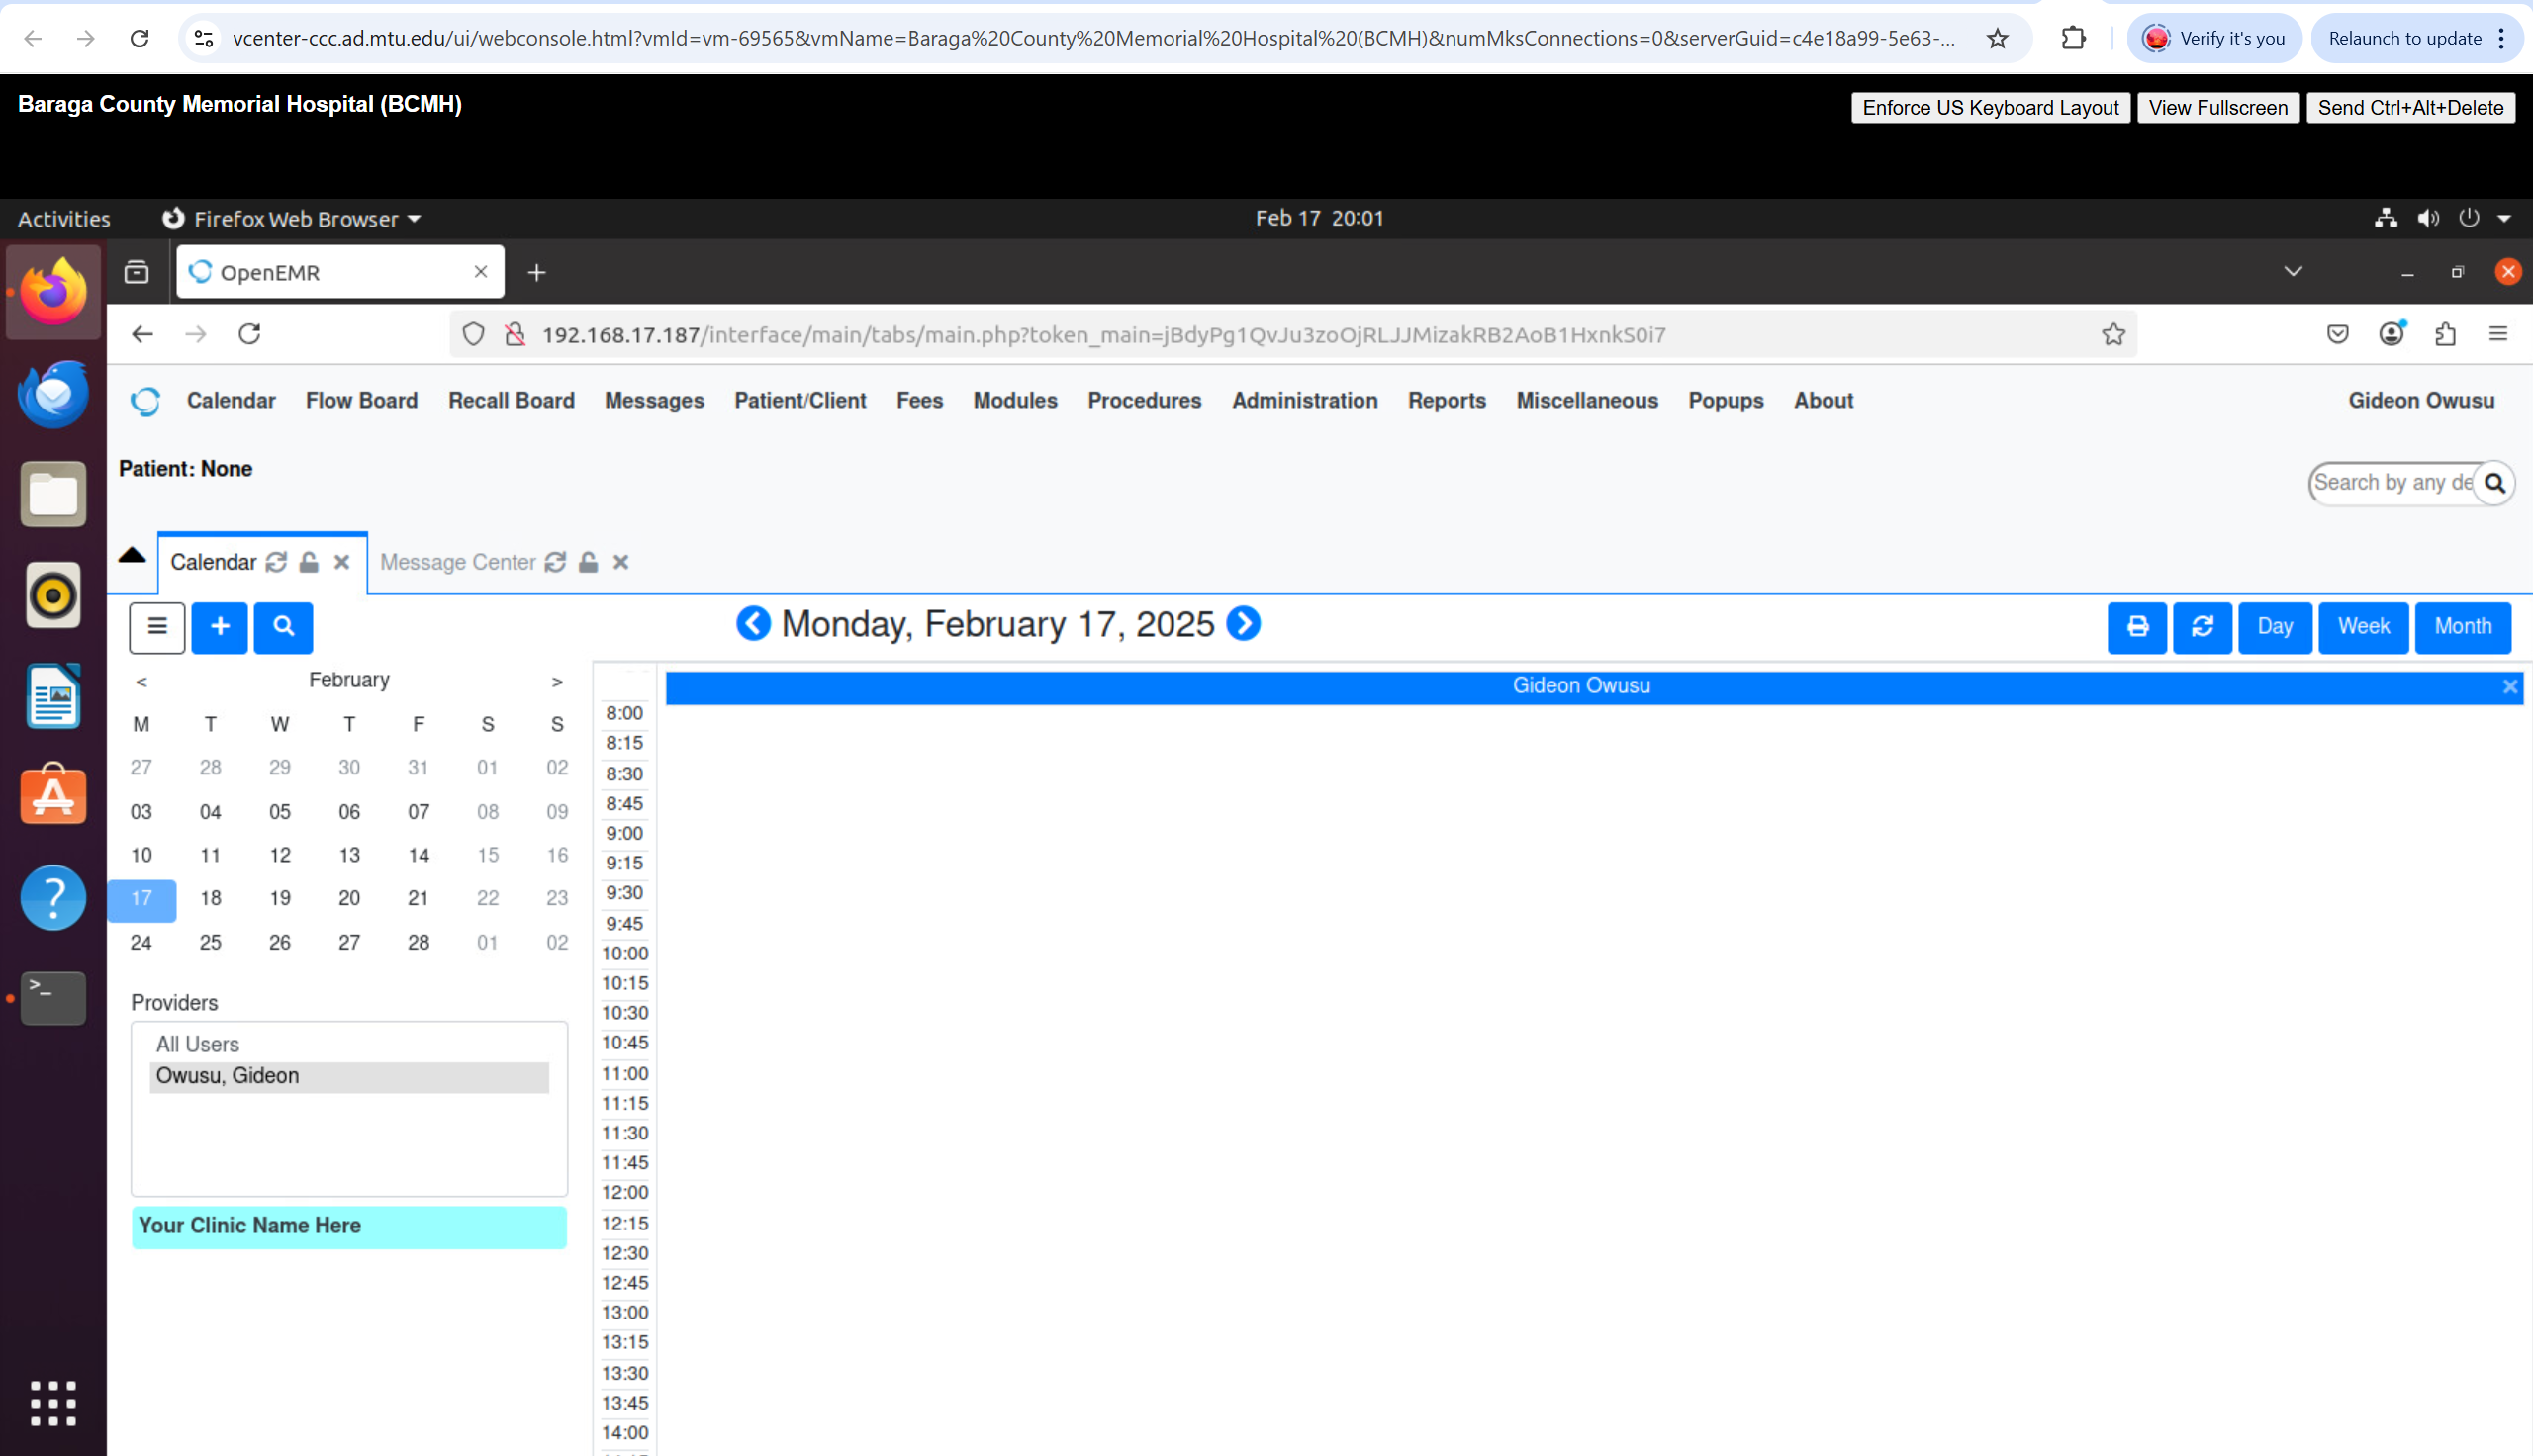 vcenter-ccc.ad.mtu.edu/ui/webconsole.html?vmId=vm-69565&vmName=Baraga%20County%20Memorial%20Hospital%20(BCMH)&numMksConnections=0&serverGuid=c4e18a99-5e63-...
Verify it's you
Relaunch to update
Baraga County Memorial Hospital (BCMH)
Enforce US Keyboard Layout
View Fullscreen
Send Ctrl+Alt+Delete
Activities
Firefox Web Browser
Feb 17 20:01
OpenEMR
192.168.17.187/interface/main/tabs/main.php?token_main=jBdyPg1QvJu3zoOjRLJJMizakRB2AoB1HxnkS0i7
Calendar Flow Board Recall Board Messages Patient/Client Fees Modules Procedures Administration Reports Miscellaneous Popups About
Gideon Owusu
Patient: None
Search by any de
Calendar
Message Center
Monday, February 17, 2025
Day Week Month
< February >
M T W T F S S
27 28 29 30 31 01 02
03 04 05 06 07 08 09
10 11 12 13 14 15 16
17 18 19 20 21 22 23
24 25 26 27 28 01 02
Providers
All Users
Owusu, Gideon
Your Clinic Name Here
Gideon Owusu
8:00
8:15
8:30
8:45
9:00
9:15
9:30
9:45
10:00
10:15
10:30
10:45
11:00
11:15
11:30
11:45
12:00
12:15
12:30
12:45
13:00
13:15
13:30
13:45
14:00